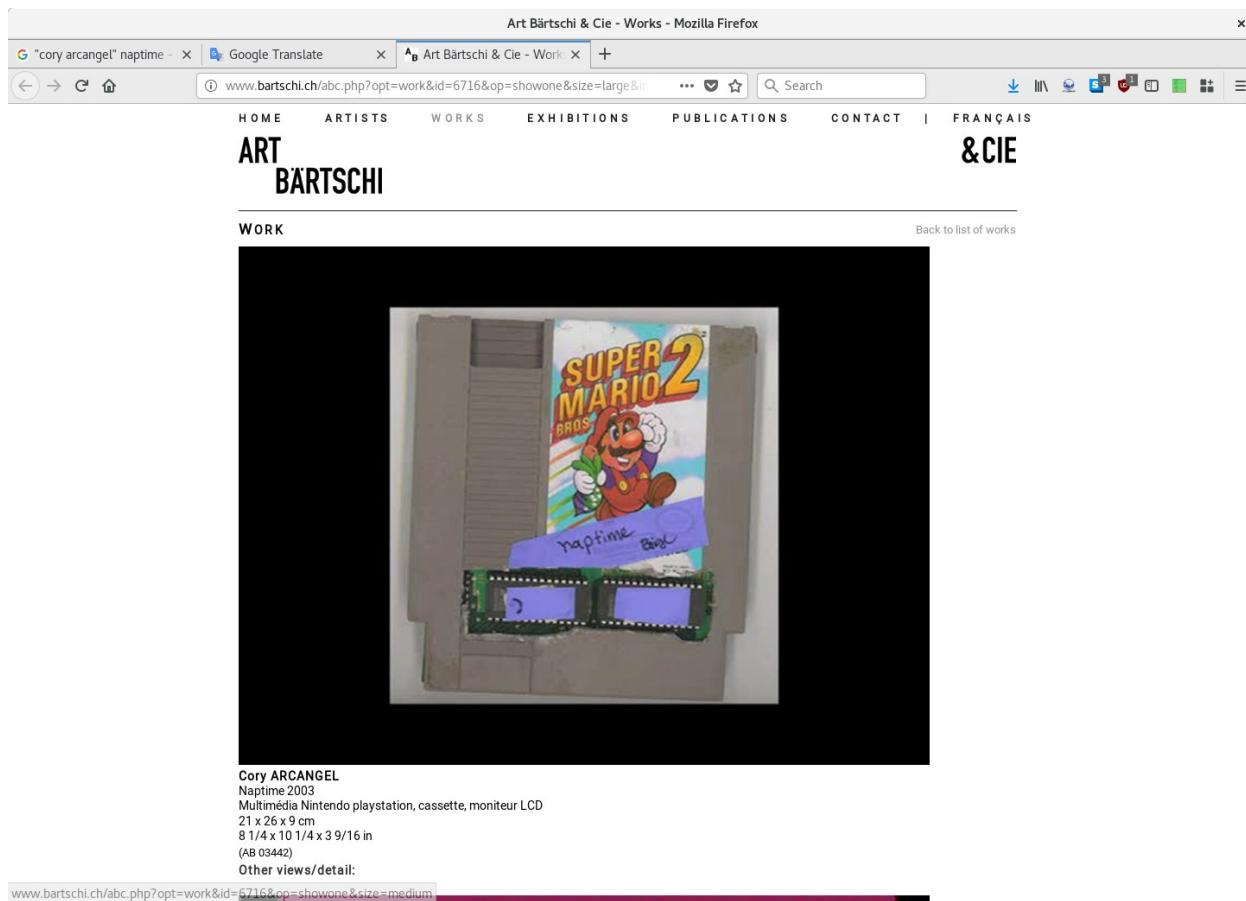 Art Bärtschi & Cie - Works - Mozilla Firefox
"cory arcangel" naptime -
Google Translate
Art Bärtschi & Cie - Work
www.bartschi.ch/abc.php?opt=work&id=6716&op=showone&size=large&in
Search
3
1
HOME ARTISTS WORKS EXHIBITIONS PUBLICATIONS CONTACT | FRANÇAIS
ART
BÄRTSCHI
& CIE
WORK
Back to list of works
SUPER
MARIO 2
BROS
naptime
Cory ARCANGEL
Naptime 2003
Multimédia Nintendo playstation, cassette, moniteur LCD
21 x 26 x 9 cm
8 1/4 x 10 1/4 x 3 9/16 in
(AB 03442)
Other views/detail:
www.bartschi.ch/abc.php?opt=work&id=6716&op=showone&size=medium